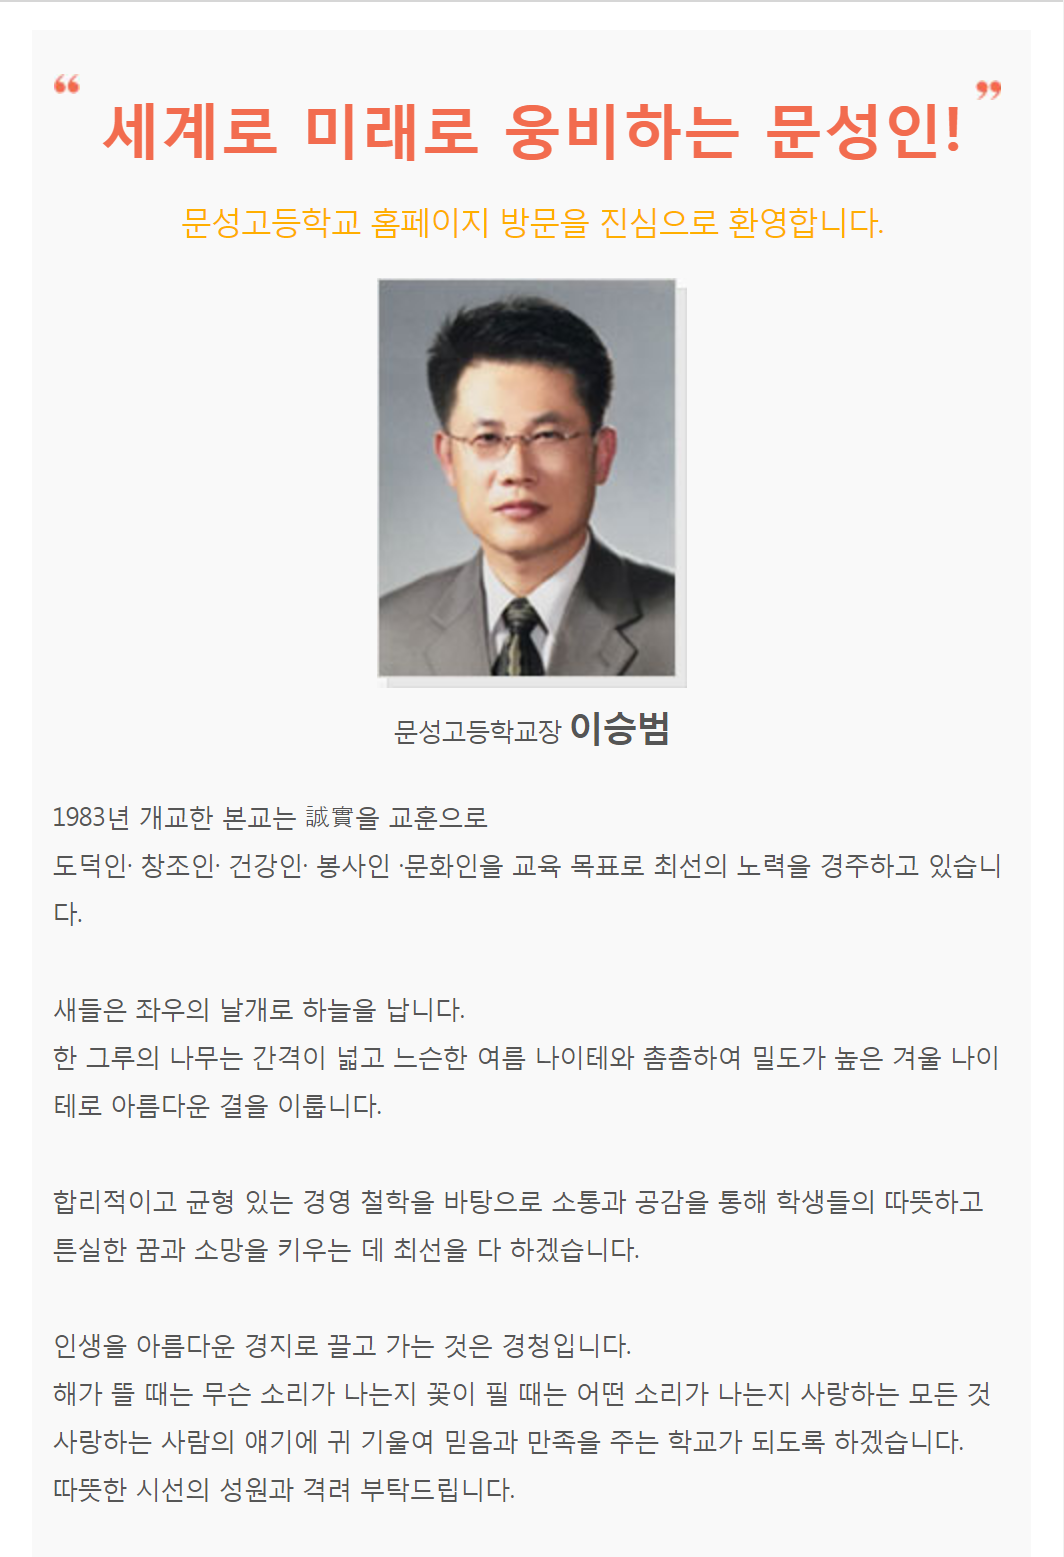 ❝ 세계로 미래로 웅비하는 문성인! ❞
문성고등학교 홈페이지 방문을 진심으로 환영합니다.
문성고등학교장 이승범
1983년 개교한 본교는 誠實을 교훈으로
도덕인· 창조인· 건강인· 봉사인 ·문화인을 교육 목표로 최선의 노력을 경주하고 있습니
다.
새들은 좌우의 날개로 하늘을 납니다.
한 그루의 나무는 간격이 넓고 느슨한 여름 나이테와 촘촘하여 밀도가 높은 겨울 나이
테로 아름다운 결을 이룹니다.
합리적이고 균형 있는 경영 철학을 바탕으로 소통과 공감을 통해 학생들의 따뜻하고
튼실한 꿈과 소망을 키우는 데 최선을 다 하겠습니다.
인생을 아름다운 경지로 끌고 가는 것은 경청입니다.
해가 뜰 때는 무슨 소리가 나는지 꽃이 필 때는 어떤 소리가 나는지 사랑하는 모든 것
사랑하는 사람의 얘기에 귀 기울여 믿음과 만족을 주는 학교가 되도록 하겠습니다.
따뜻한 시선의 성원과 격려 부탁드립니다.